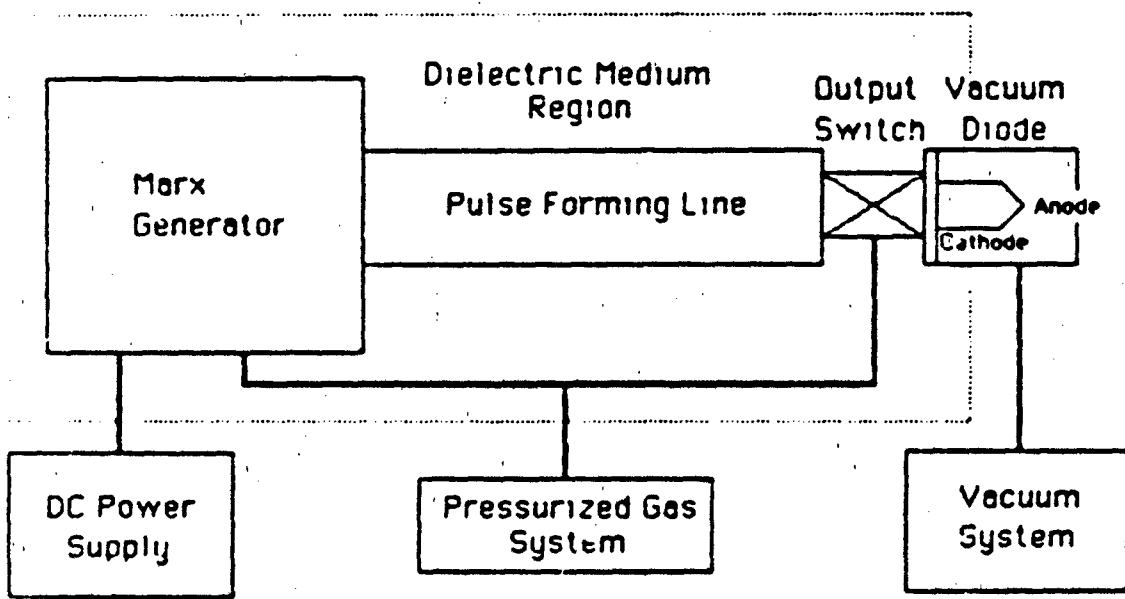 Dielectric Medium
Region
Output
Switch
Vacuum
Diode
Marx
Generator
Pulse Forming Line
Anode
Cathode
DC Power
Supply
Pressurized Gas
System
Vacuum
System